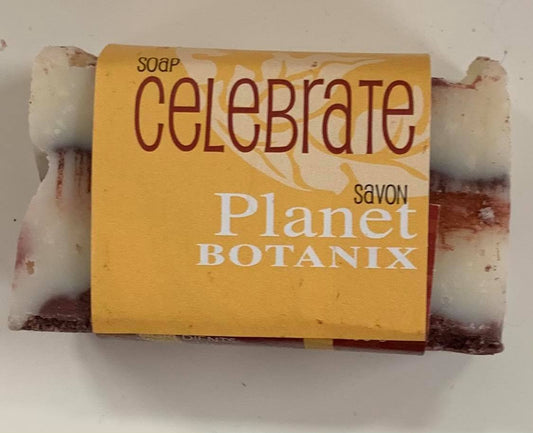 SOAP
CELEBRATE
SAVON
Planet
BOTANIX